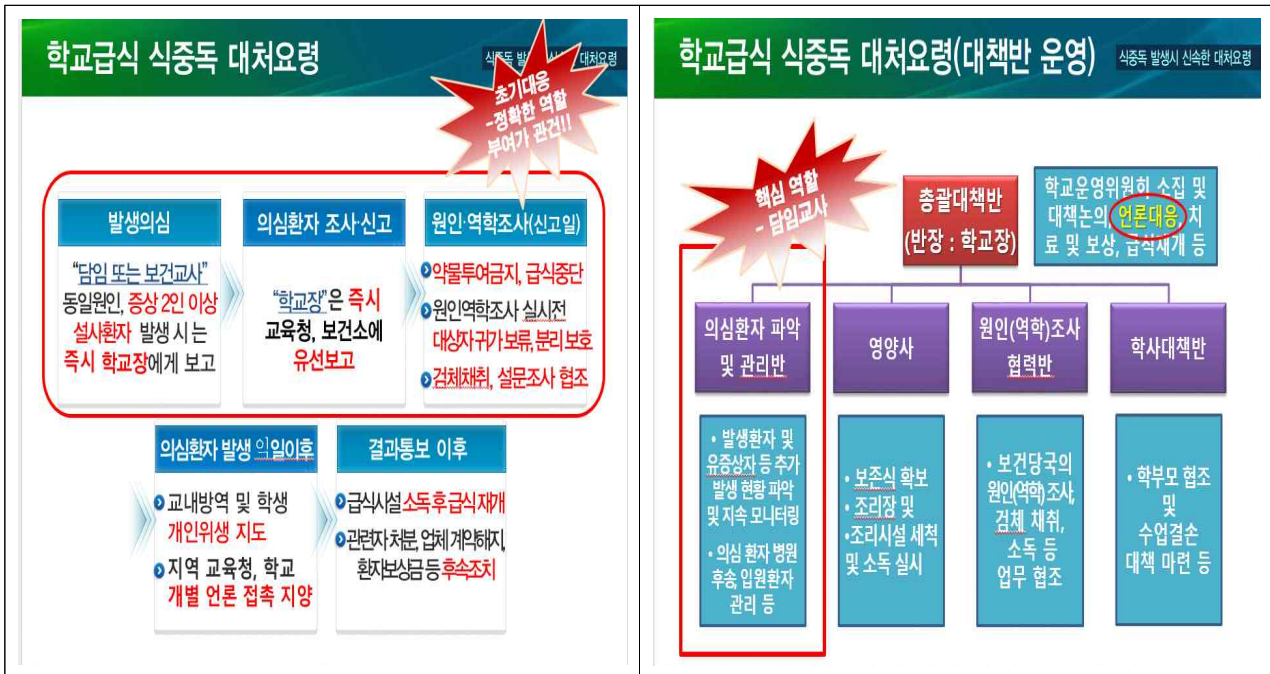 학교급식 식중독 대처요령
식중독 발 신속한 대처요령
초기대응
-정확한 역할
부여가 관건!!
발생의심
“담임 또는 보건교사”
동일원인, 증상 2인 이상
설사환자 발생 시 는
즉시 학교장에게 보고
의심환자 조사·신고
“학교장”은 즉시
교육청, 보건소에
유선보고
원인·역학조사(신고일)
약물투여금지, 급식중단
원인역학조사 실시전
대상자 귀가 보류, 분리 보호
검체채취, 설문조사 협조
의심환자 발생 익일이후
교내방역 및 학생
개인위생 지도
지역 교육청, 학교
개별 언론 접촉 지양
결과통보 이후
급식시설 소독 후 급식 재개
관련자 처분, 업체 계약해지,
환자보상금 등 후속조치
학교급식 식중독 대처요령(대책반 운영)
식중독 발생시 신속한 대처요령
핵심 역할
- 담임교사
총괄대책반
(반장 : 학교장)
학교운영위원회 소집 및
대책논의, 언론대응, 치
료 및 보상, 급식재개 등
의심환자 파악
및 관리반
• 발생환자 및
유증상자 등 추가
발생 현황 파악
및 지속 모니터링
• 의심 환자 병원
후송, 입원환자
관리 등
영양사
• 보존식 확보
• 조리장 및
•조리시설 세척
및 소독 실시
원인(역학)조사
협력반
• 보건당국의
원인(역학) 조사,
검체 채취,
소독 등
업무 협조
학사대책반
• 학부모 협조
및
수업결손
대책 마련 등